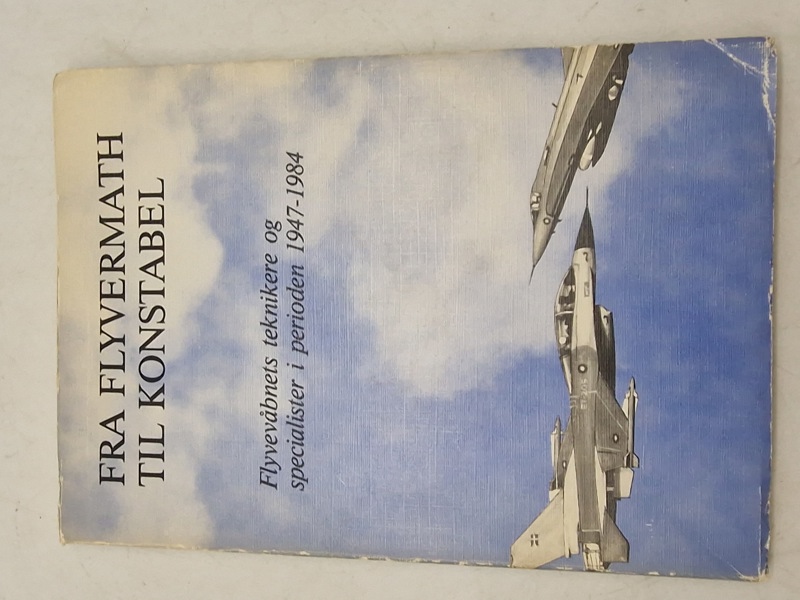 FRA FLYVERMATH
TIL KONSTABEL
Flyvevåbnets teknikere og
specialister i perioden 1947-1984